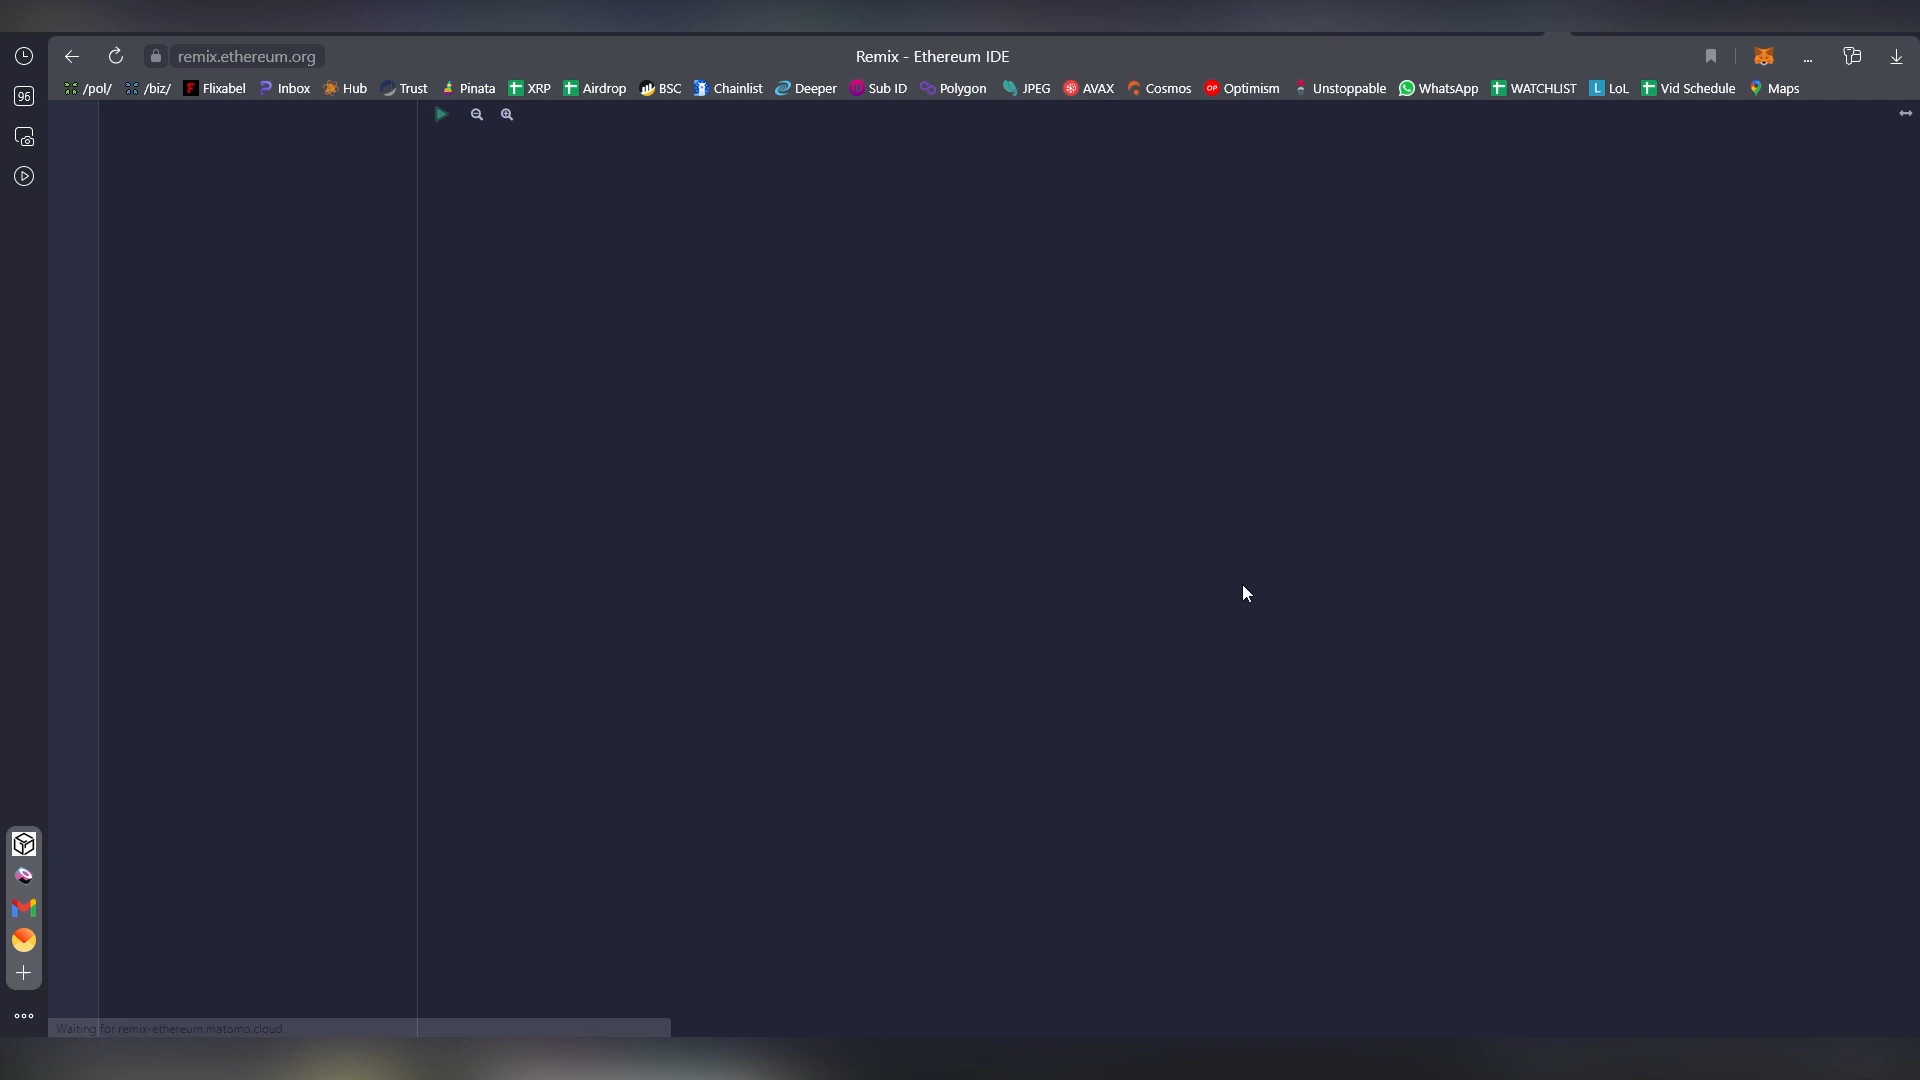 remix.ethereum.org
Remix - Ethereum IDE
...
/pol/ /biz/ F Flixabel Inbox Hub Trust Pinata XRP Airdrop BSC Chainlist Deeper Sub ID Polygon JPEG AVAX Cosmos OP Optimism Unstoppable WhatsApp WATCHLIST L LoL Vid Schedule Maps
96
Waiting for remix-ethereum.matomo.cloud